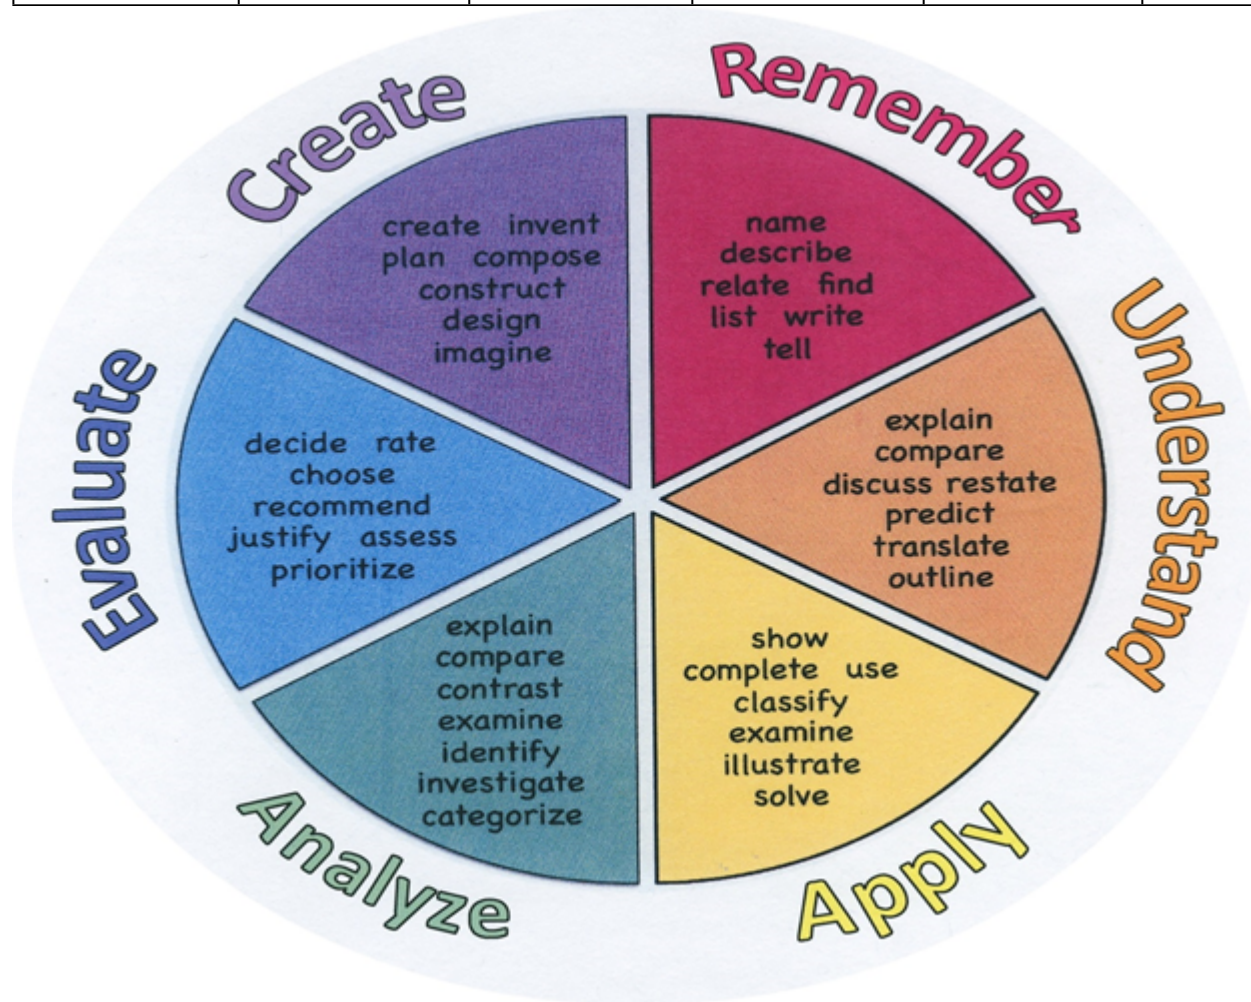 Remember
name
describe
relate find
list write
tell
Understand
explain
compare
discuss restate
predict
translate
outline
Apply
show
complete use
classify
examine
illustrate
solve
Analyze
explain
compare
contrast
examine
identify
investigate
categorize
Evaluate
decide rate
choose
recommend
justify assess
prioritize
Create
create invent
plan compose
construct
design
imagine